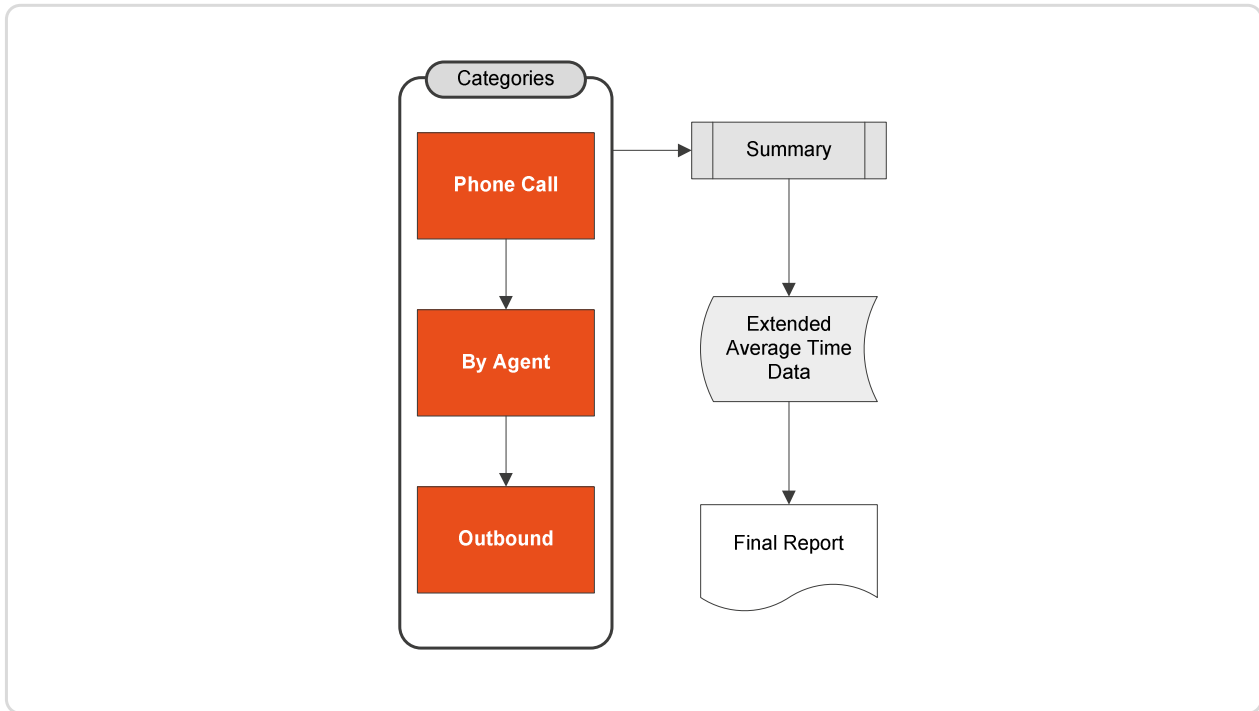 Categories
Phone Call
By Agent
Outbound
Summary
Extended
Average Time
Data
Final Report